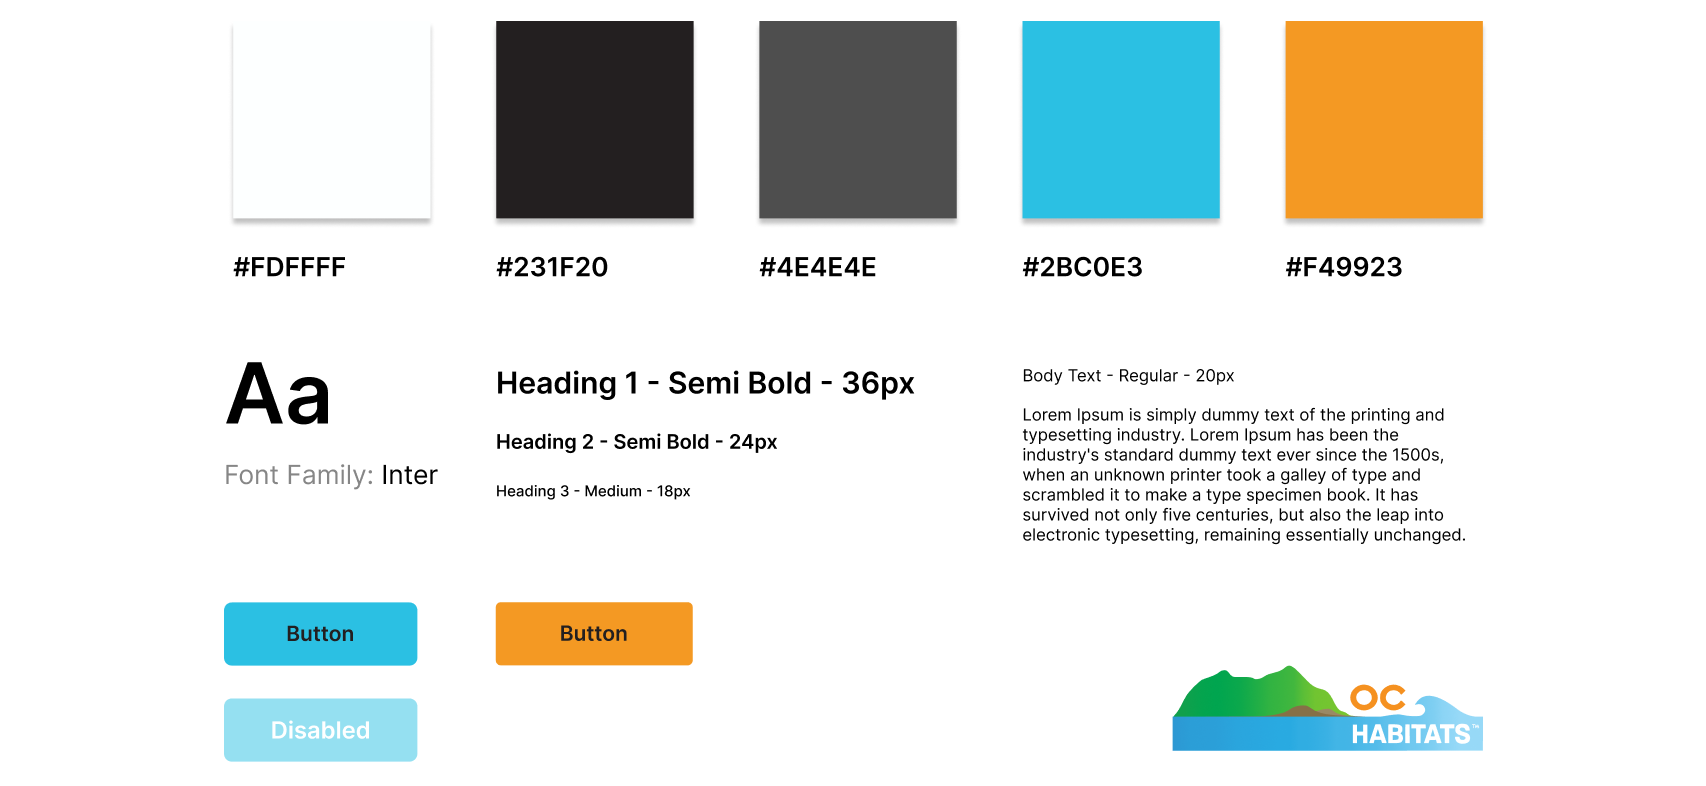 #FDFFFF
#231F20
#4E4E4E
#2BC0E3
#F49923
Aa
Font Family: Inter
Heading 1 - Semi Bold - 36px
Heading 2 - Semi Bold - 24px
Heading 3 - Medium - 18px
Body Text - Regular - 20px
Lorem Ipsum is simply dummy text of the printing and
typesetting industry. Lorem Ipsum has been the
industry's standard dummy text ever since the 1500s,
when an unknown printer took a galley of type and
scrambled it to make a type specimen book. It has
survived not only five centuries, but also the leap into
electronic typesetting, remaining essentially unchanged.
Button
Button
Disabled
OC
HABITATS™